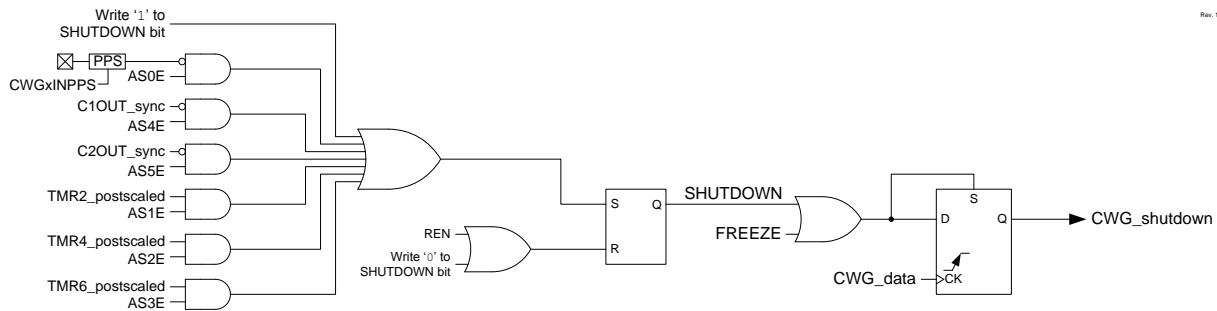 Write ‘1’ to
SHUTDOWN bit
Rev. 1
PPS
AS0E
CWGxINPPS
C1OUT_sync
AS4E
C2OUT_sync
AS5E
TMR2_postscaled
AS1E
TMR4_postscaled
AS2E
TMR6_postscaled
AS3E
REN
Write ‘0’ to
SHUTDOWN bit
S
Q
R
SHUTDOWN
FREEZE
S
D
Q
CWG_data
CK
CWG_shutdown